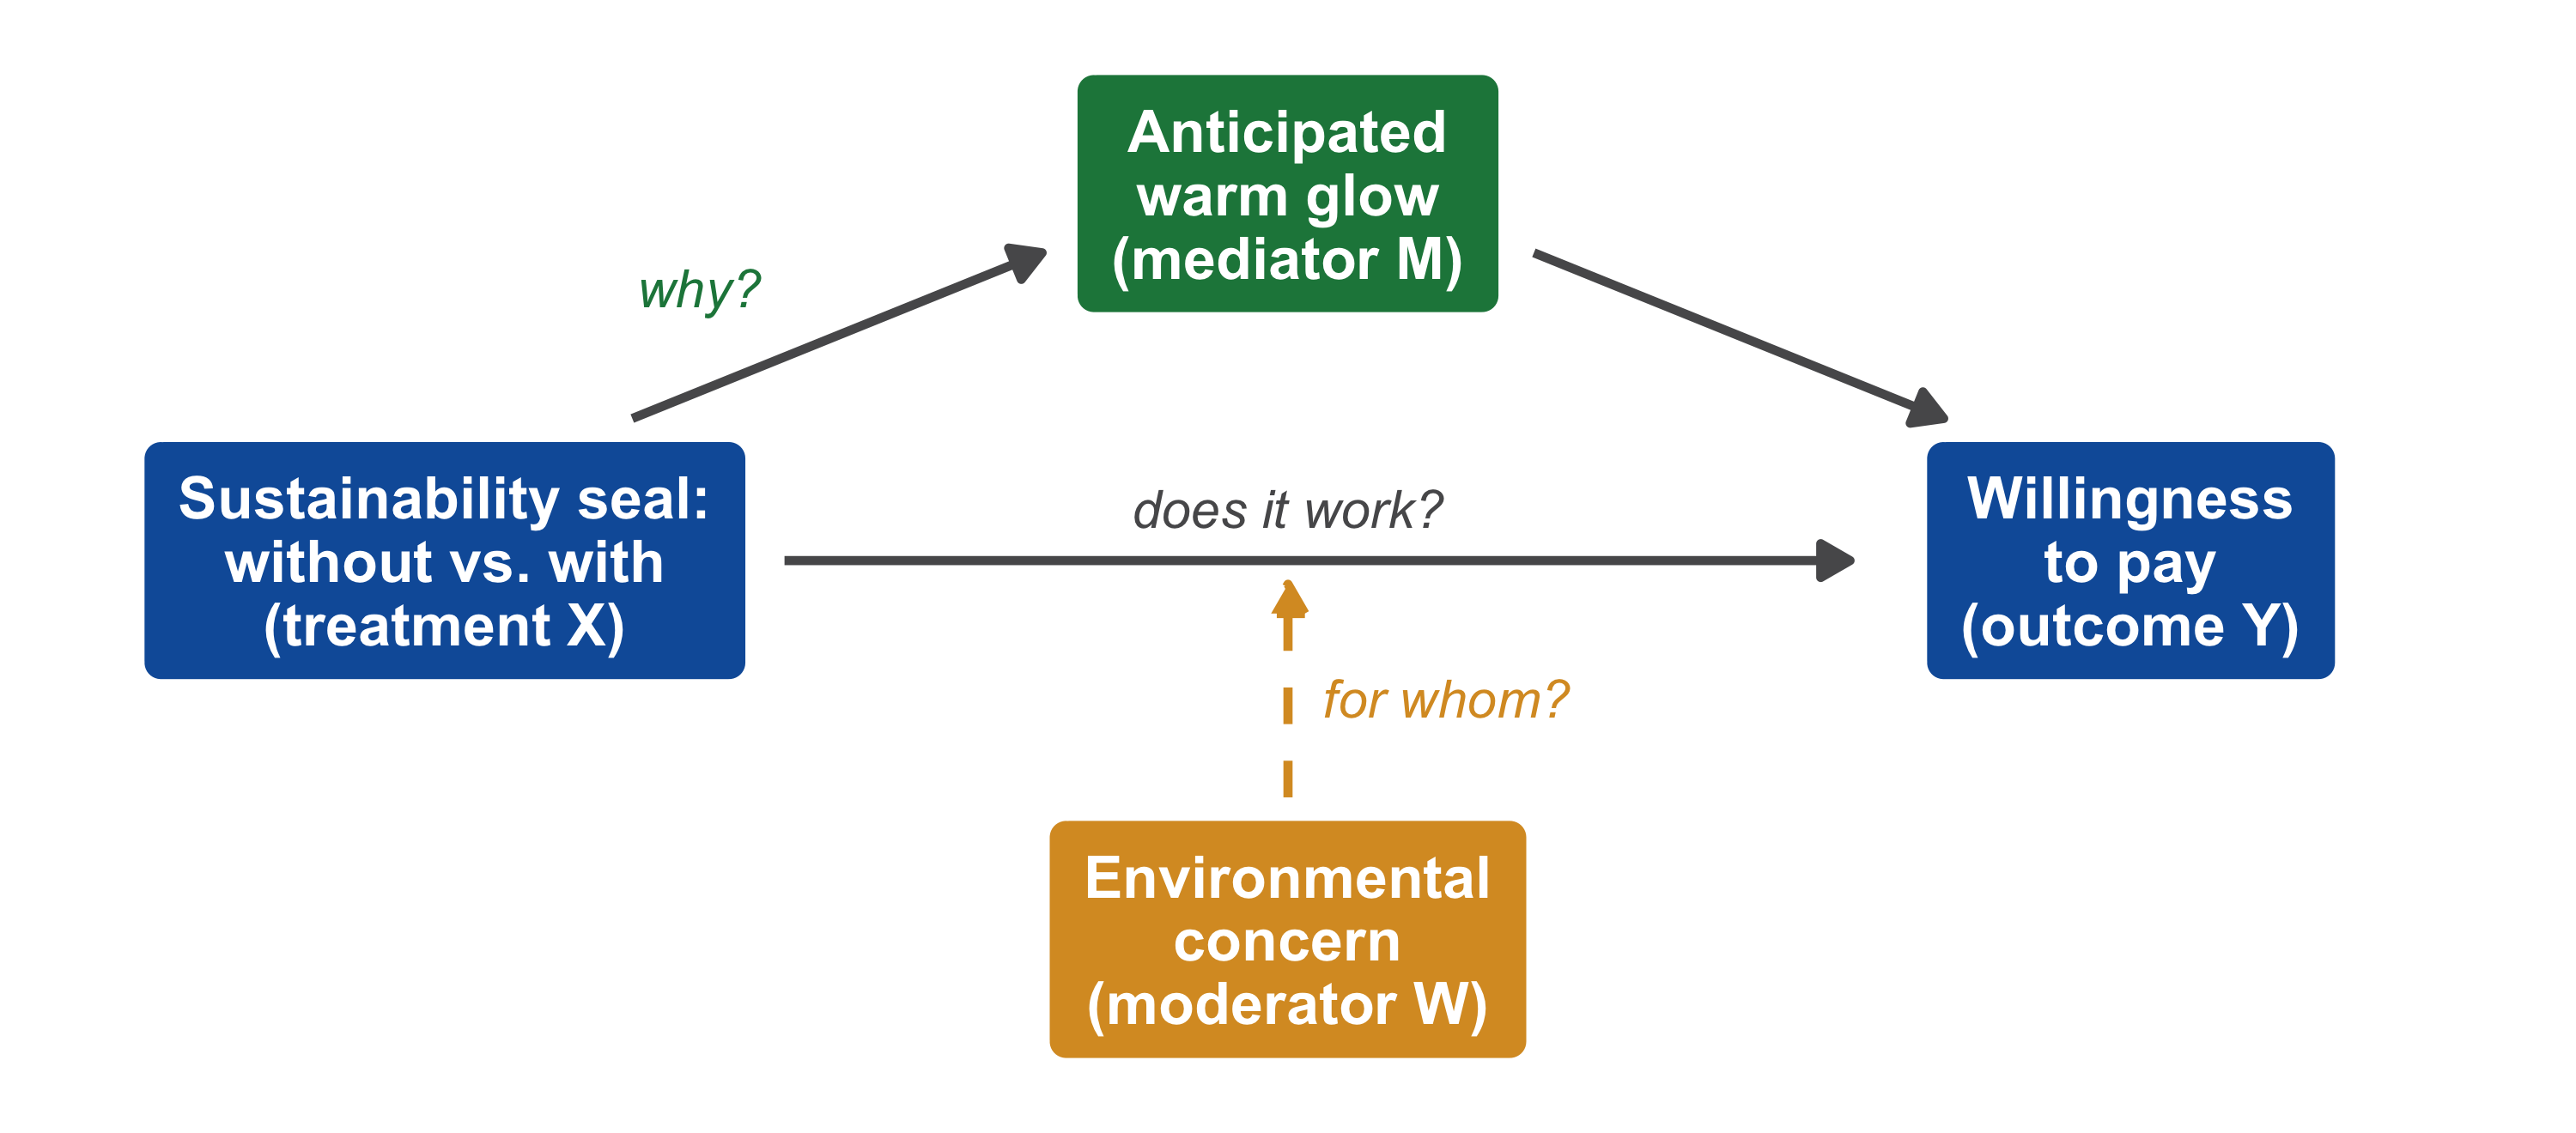 Anticipated
warm glow
(mediator M)
why?
Sustainability seal:
without vs. with
(treatment X)
does it work?
Willingness
to pay
(outcome Y)
for whom?
Environmental
concern
(moderator W)